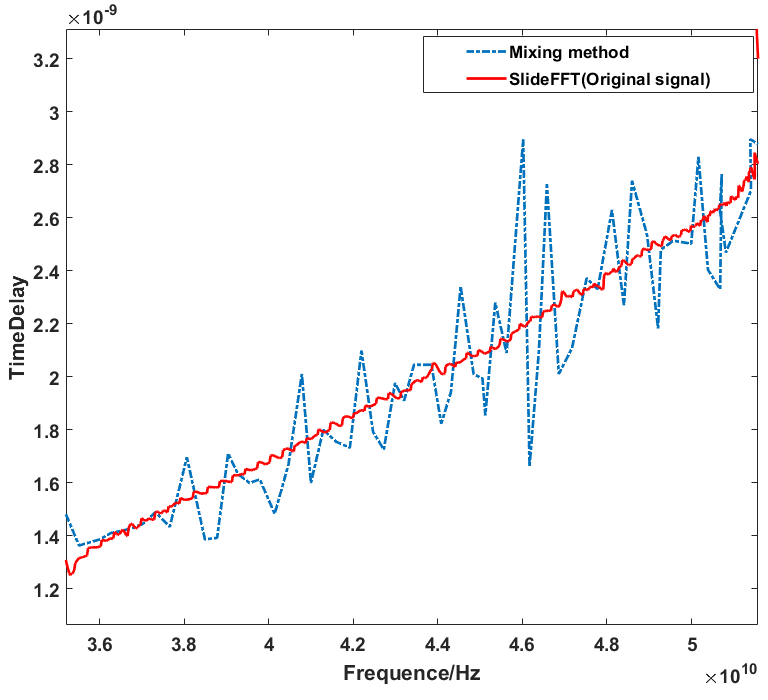 ×10-9
Mixing method
SlideFFT(Original signal)
3.2
3
2.8
2.6
2.4
2.2
2
1.8
1.6
1.4
1.2
TimeDelay
3.6 3.8 4 4.2 4.4 4.6 4.8 5
Frequence/Hz
×1010